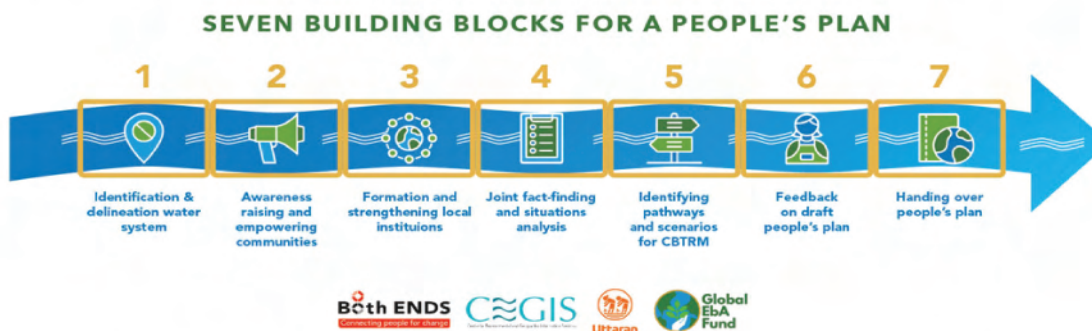 SEVEN BUILDING BLOCKS FOR A PEOPLE'S PLAN
1
2
3
4
5
6
7
Identification &
delineation water
system
Awareness
raising and
empowering
communities
Formation and
strengthening local
instituions
Joint fact-finding
and situations
analysis
Identifying
pathways
and scenarios
for CBTRM
Feedback
on draft
people's plan
Handing over
people's plan
Both ENDS
Connecting people for change
CEGIS
Uttaran
Global
EbA
Fund